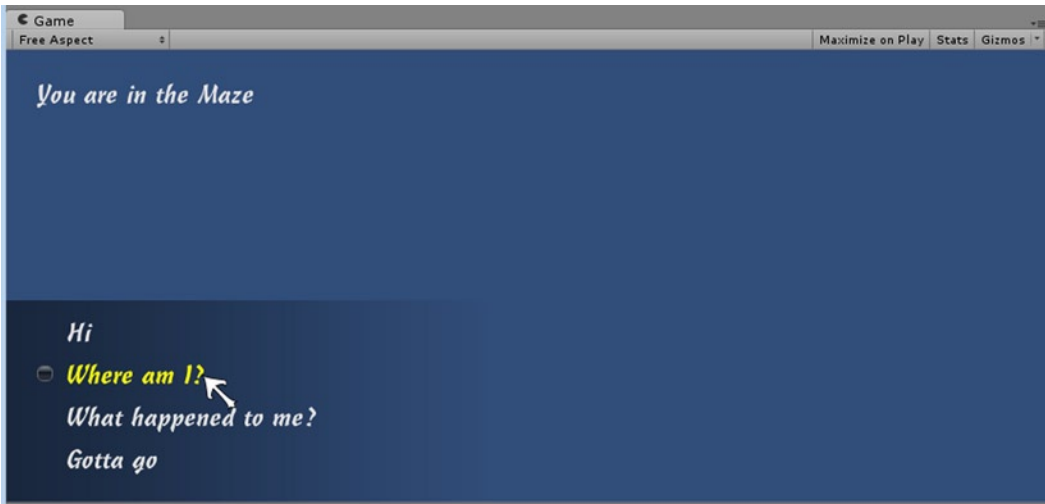 Game
Free Aspect Maximize on Play Stats Gizmos
You are in the Maze
Hi
Where am I?
What happened to me?
Gotta go